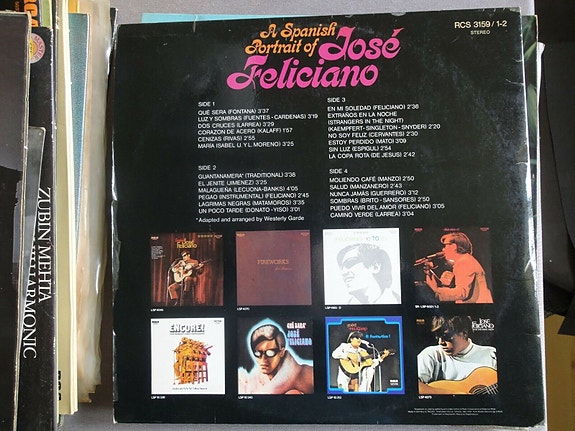 A Spanish
Portrait of José
Feliciano
RCS 3159/1-2
STEREO
SIDE 1
QUE SERA (FONTANA) 3'37
LUZ Y SOMBRAS (FUENTES - CARDENAS) 3'19
DOS CRUCES (LARREA) 3'29
CORAZON DE ACERO (KALAFF) 1'57
CENIZAS (RIVAS) 2'55
MARIA ISABEL U. Y L. MORENO) 3'25
SIDE 2
GUANTANAMERA* (TRADITIONAL) 3'38
EL JENITE (JIMENEZ) 3'25
MALAGUEÑA (LECUONA-BANKS) 4'05
PEGAO (INSTRUMENTAL) (FELICIANO) 2'45
LAGRIMAS NEGRAS (MATAMOROS) 3'35
UN POCO TARDE (DONATO - YISO) 3'01
*Adapted and arranged by Westerly Garde
SIDE 3
EN MI SOLEDAD (FELICIANO) 2'36
EXTRAÑOS EN LA NOCHE
(STRANGERS IN THE NIGHT)
(KAEMPFERT - SINGLETON - SNYDER) 2'20
NO SOY FELIZ (CENTENO) 2'30
ESTOY PERDIDO (MATO) 3'09
SIN LUZ (ESPIGUL) 2'54
LA COPA ROTA (DE JESUS) 2'42
SIDE 4
MOLIENDO CAFÉ (MANZO) 2'50
SALUD (MANZANERO) 2'43
NUNCA JAMÁS (GUERRERO) 3'12
SOMBRAS (BRITO - SANSORES) 2'50
PUEDO VIVIR DEL AMOR (FELICIANO) 3'05
CAMINO VERDE (LARREA) 3'04
FIREWORKS
ENCORE!
QUE SARA'
JOSÉ
FELICIANO
JOSÉ
FELICIANO
ZUBIN MEHTA